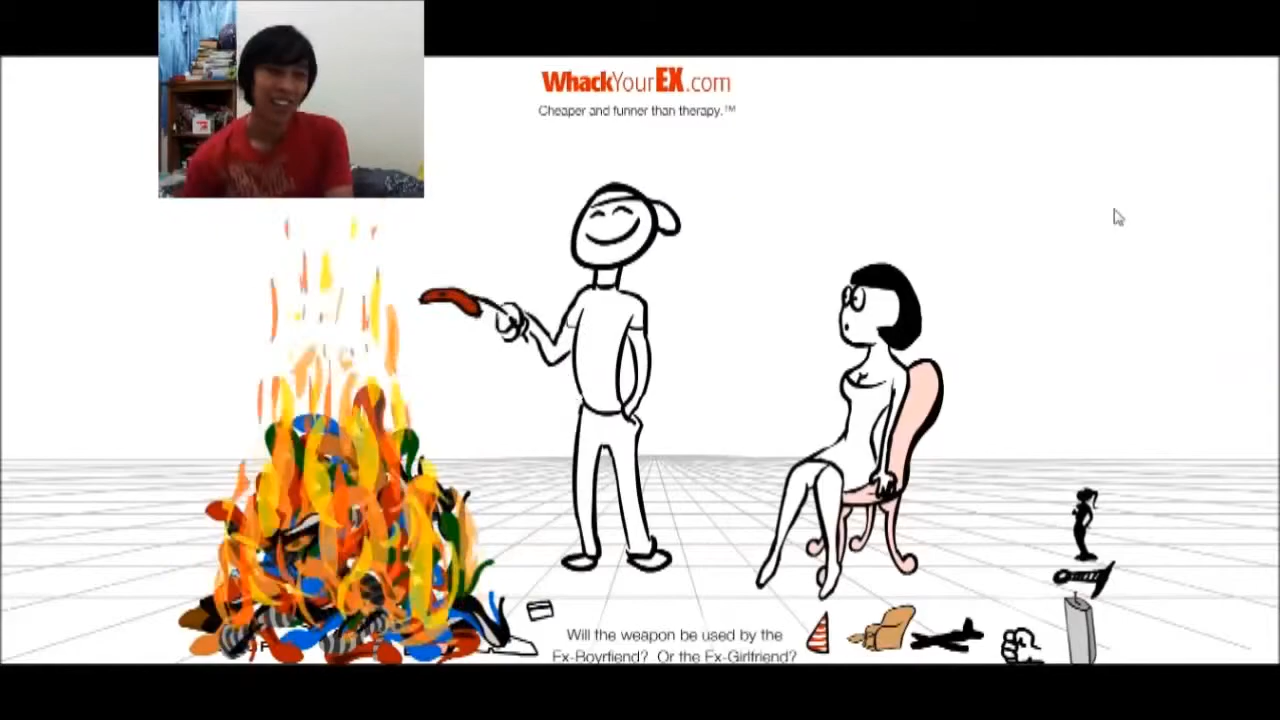 WhackYourEX.com
Cheaper and funner than therapy.™
Will the weapon be used by the
Ex-Boyrfiend? Or the Ex-Girlfriend?